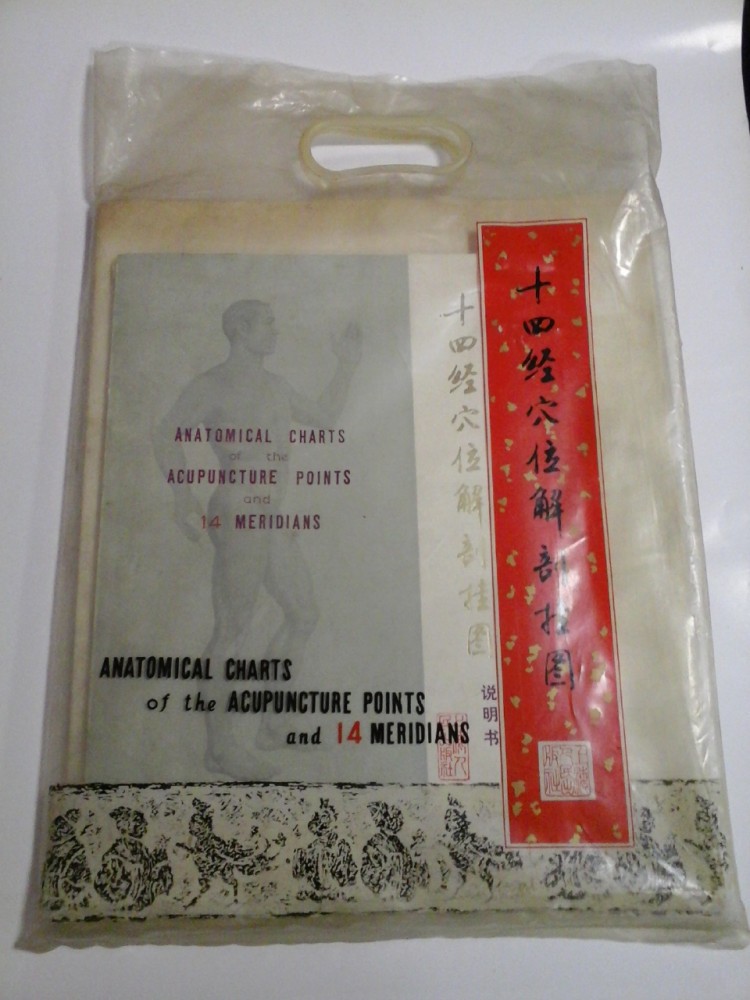 ANATOMICAL CHARTS
of the
ACUPUNCTURE POINTS
and
14 MERIDIANS
ANATOMICAL CHARTS
of the ACUPUNCTURE POINTS
and 14 MERIDIANS
十四经穴位解剖挂图
说明书
十四经穴位解剖挂图